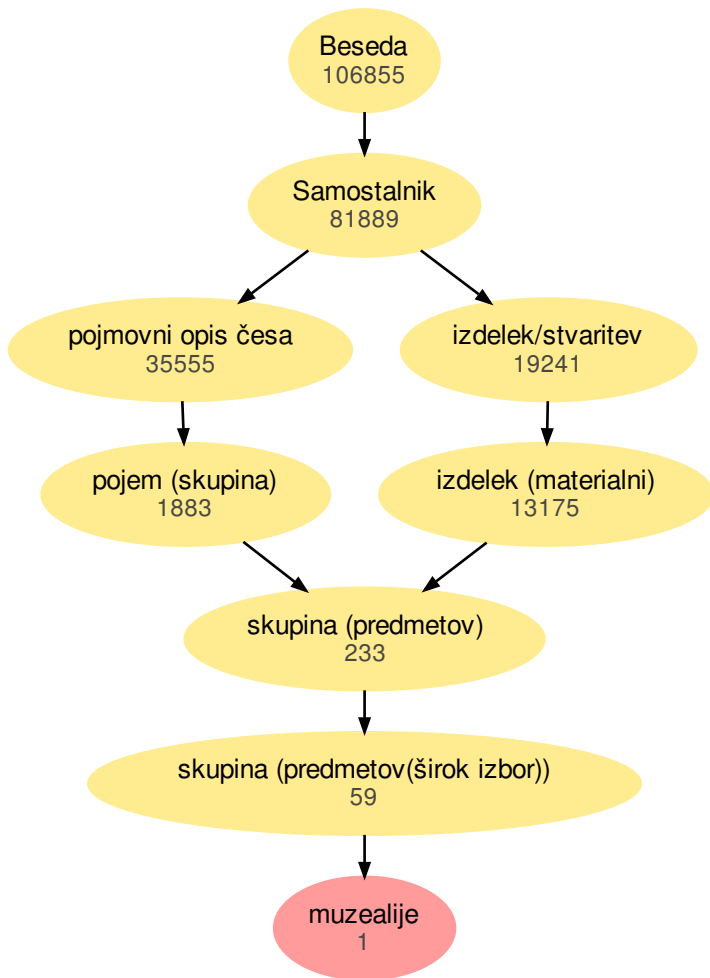 Beseda
106855
Samostalnik
81889
pojmovni opis česa
35555
izdelek/stvaritev
19241
pojem (skupina)
1883
izdelek (materialni)
13175
skupina (predmetov)
233
skupina (predmetov(širok izbor))
59
muzealije
1